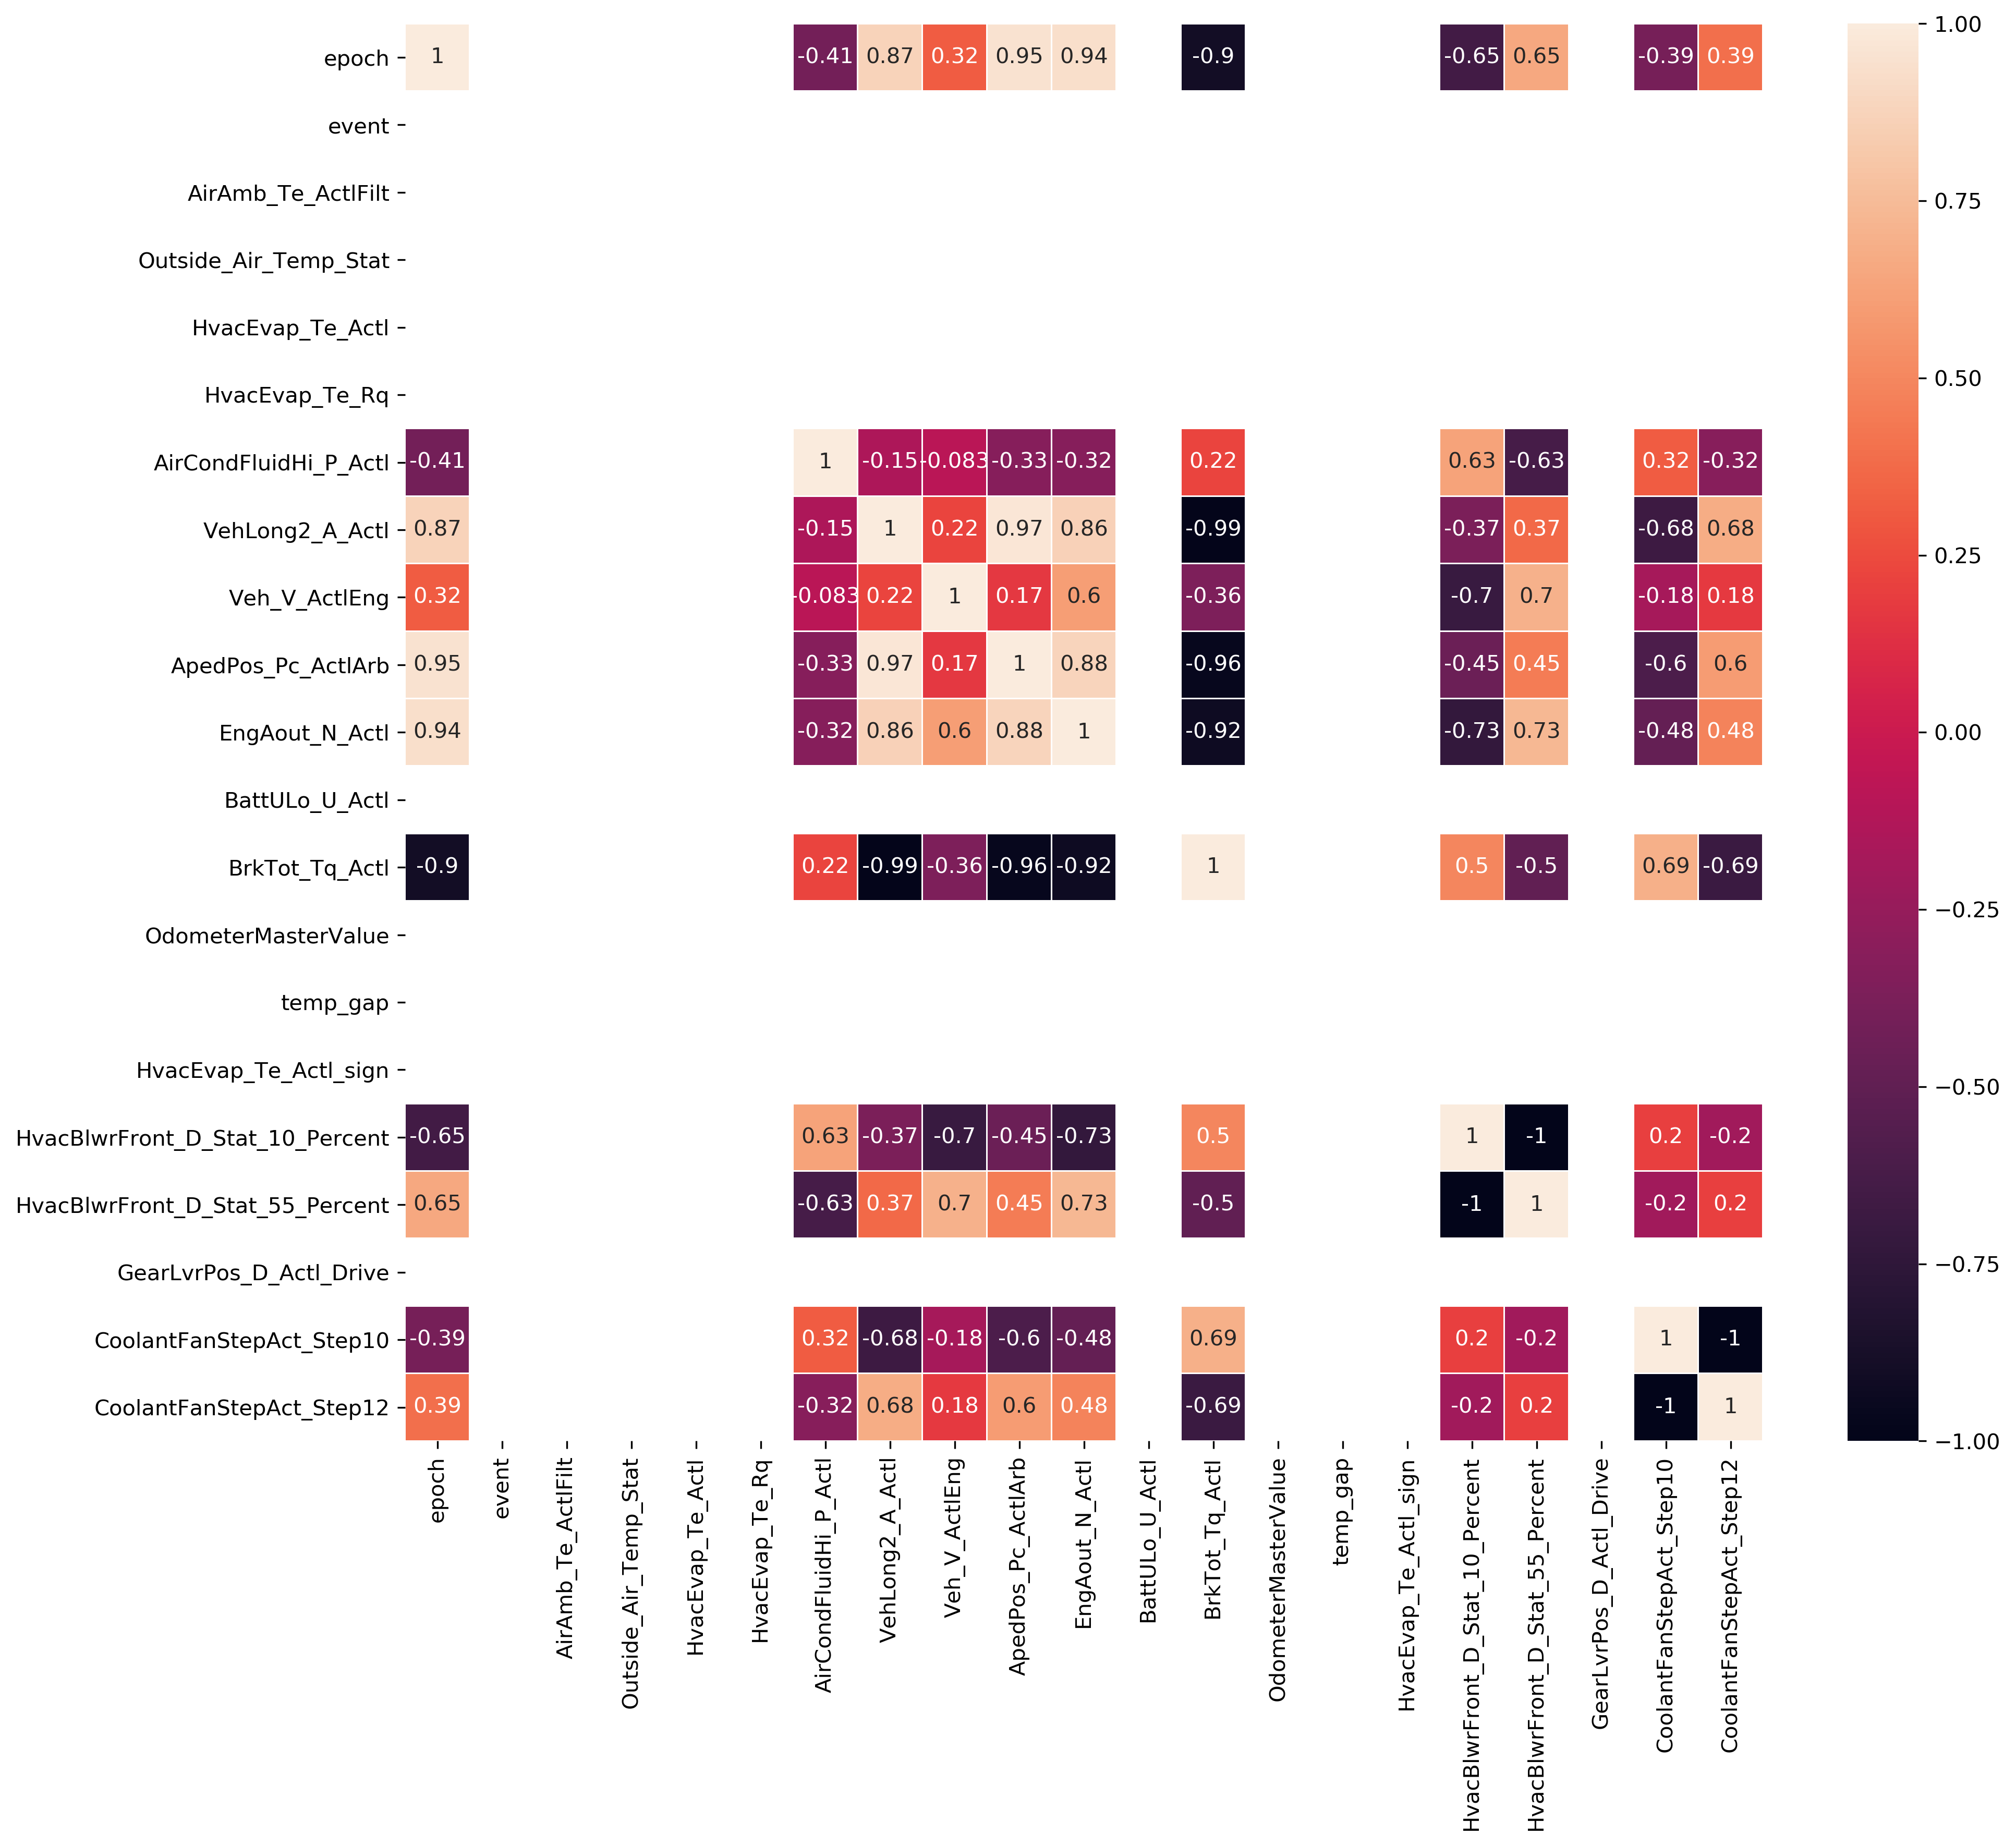 epoch 1 -0.41 0.87 0.32 0.95 0.94 -0.9 -0.65 0.65 -0.39 0.39
event
AirAmb_Te_ActlFilt
Outside_Air_Temp_Stat
HvacEvap_Te_Actl
HvacEvap_Te_Rq
AirCondFluidHi_P_Actl -0.41 1 -0.15 -0.083 -0.33 -0.32 0.22 0.63 -0.63 0.32 -0.32
VehLong2_A_Actl 0.87 -0.15 1 0.22 0.97 0.86 -0.99 -0.37 0.37 -0.68 0.68
Veh_V_ActlEng 0.32 -0.083 0.22 1 0.17 0.6 -0.36 -0.7 0.7 -0.18 0.18
ApedPos_Pc_ActlArb 0.95 -0.33 0.97 0.17 1 0.88 -0.96 -0.45 0.45 -0.6 0.6
EngAout_N_Actl 0.94 -0.32 0.86 0.6 0.88 1 -0.92 -0.73 0.73 -0.48 0.48
BattULo_U_Actl
BrkTot_Tq_Actl -0.9 0.22 -0.99 -0.36 -0.96 -0.92 1 0.5 -0.5 0.69 -0.69
OdometerMasterValue
temp_gap
HvacEvap_Te_Actl_sign
HvacBlwrFront_D_Stat_10_Percent -0.65 0.63 -0.37 -0.7 -0.45 -0.73 0.5 1 -1 0.2 -0.2
HvacBlwrFront_D_Stat_55_Percent 0.65 -0.63 0.37 0.7 0.45 0.73 -0.5 -1 1 -0.2 0.2
GearLvrPos_D_Actl_Drive
CoolantFanStepAct_Step10 -0.39 0.32 -0.68 -0.18 -0.6 -0.48 0.69 0.2 -0.2 1 -1
CoolantFanStepAct_Step12 0.39 -0.32 0.68 0.18 0.6 0.48 -0.69 -0.2 0.2 -1 1
epoch
event
AirAmb_Te_ActlFilt
Outside_Air_Temp_Stat
HvacEvap_Te_Actl
HvacEvap_Te_Rq
AirCondFluidHi_P_Actl
VehLong2_A_Actl
Veh_V_ActlEng
ApedPos_Pc_ActlArb
EngAout_N_Actl
BattULo_U_Actl
BrkTot_Tq_Actl
OdometerMasterValue
temp_gap
HvacEvap_Te_Actl_sign
HvacBlwrFront_D_Stat_10_Percent
HvacBlwrFront_D_Stat_55_Percent
GearLvrPos_D_Actl_Drive
CoolantFanStepAct_Step10
CoolantFanStepAct_Step12
1.00
0.75
0.50
0.25
0.00
−0.25
−0.50
−0.75
−1.00